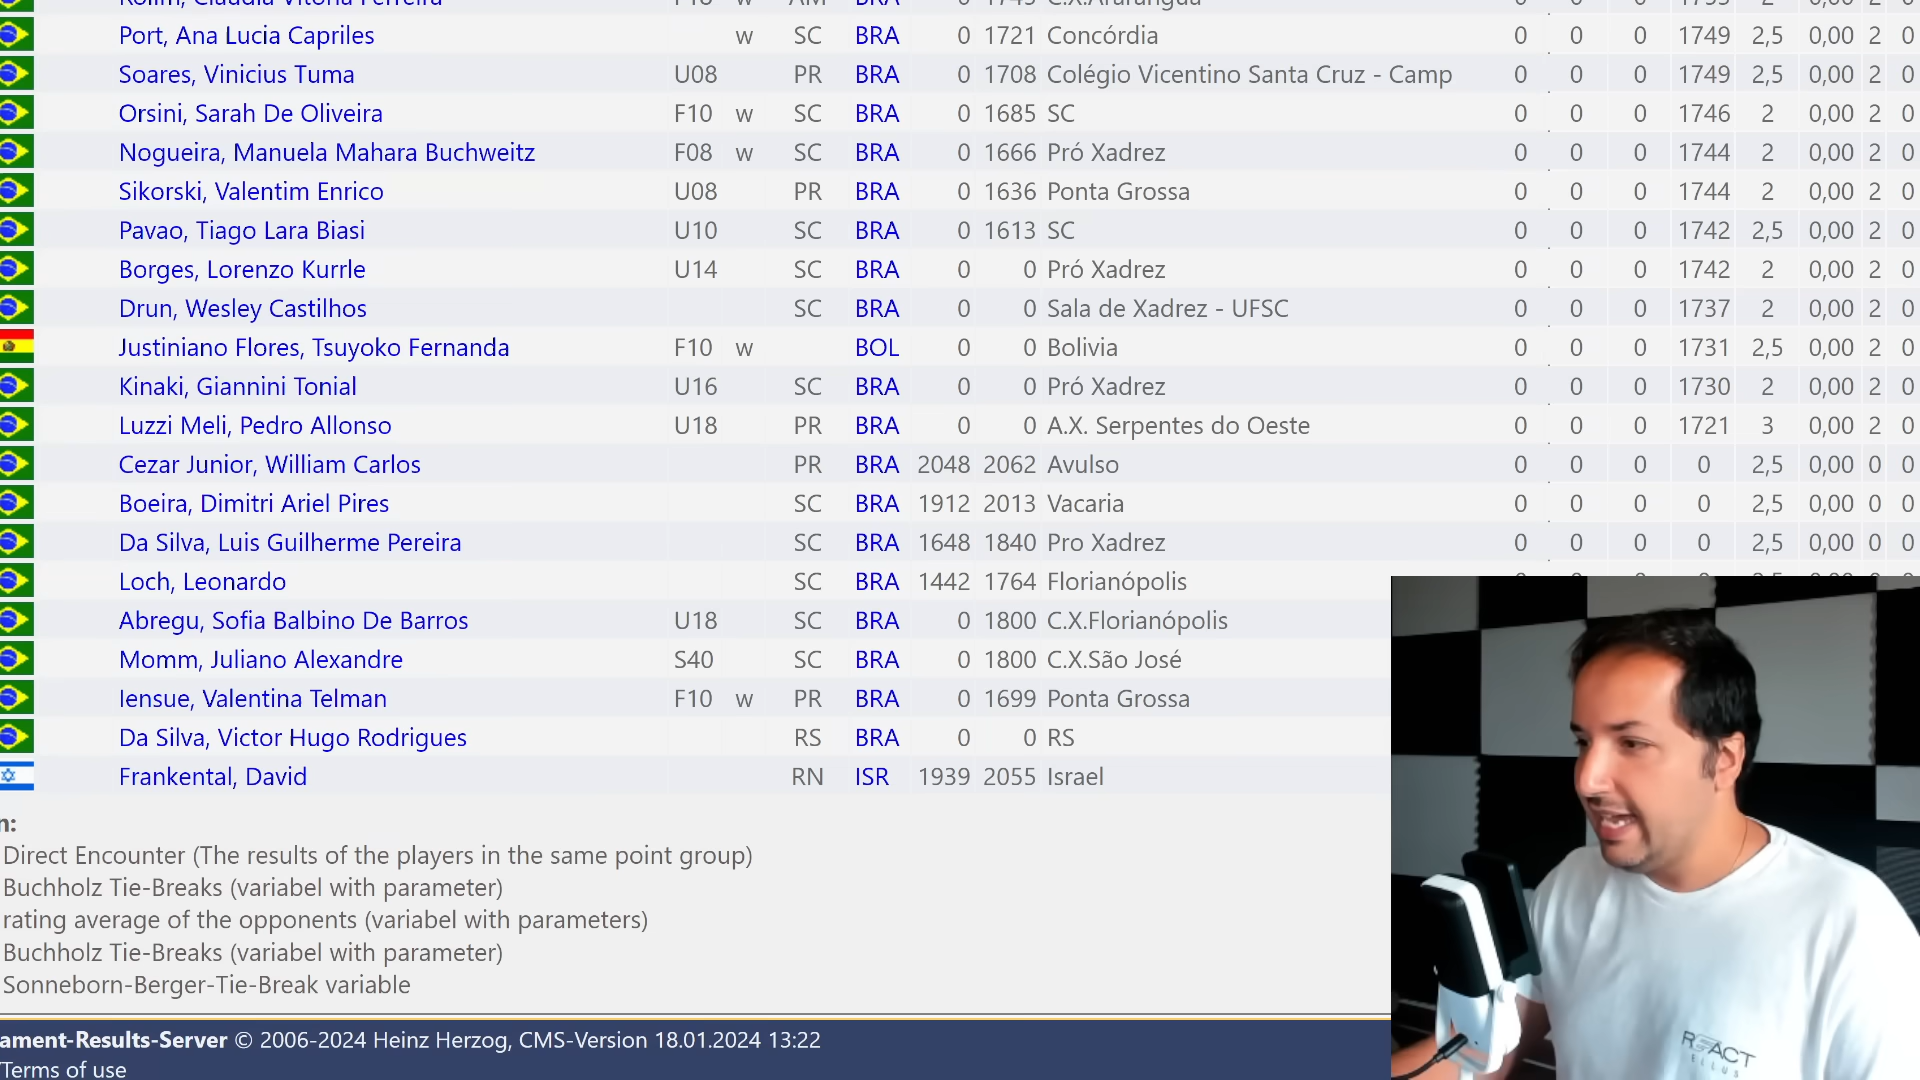 Rolim, Claudia Vitoria Ferreira F18 w AM BRA 0 1743 C.X.Araranguá 0 0 0 1753 2 0,00 2 0
Port, Ana Lucia Capriles w SC BRA 0 1721 Concórdia 0 0 0 1749 2,5 0,00 2 0
Soares, Vinicius Tuma U08 PR BRA 0 1708 Colégio Vicentino Santa Cruz - Camp 0 0 0 1749 2,5 0,00 2 0
Orsini, Sarah De Oliveira F10 w SC BRA 0 1685 SC 0 0 0 1746 2 0,00 2 0
Nogueira, Manuela Mahara Buchweitz F08 w SC BRA 0 1666 Pró Xadrez 0 0 0 1744 2 0,00 2 0
Sikorski, Valentim Enrico U08 PR BRA 0 1636 Ponta Grossa 0 0 0 1744 2 0,00 2 0
Pavao, Tiago Lara Biasi U10 SC BRA 0 1613 SC 0 0 0 1742 2,5 0,00 2 0
Borges, Lorenzo Kurrle U14 SC BRA 0 0 Pró Xadrez 0 0 0 1742 2 0,00 2 0
Drun, Wesley Castilhos SC BRA 0 0 Sala de Xadrez - UFSC 0 0 0 1737 2 0,00 2 0
Justiniano Flores, Tsuyoko Fernanda F10 w BOL 0 0 Bolivia 0 0 0 1731 2,5 0,00 2 0
Kinaki, Giannini Tonial U16 SC BRA 0 0 Pró Xadrez 0 0 0 1730 2 0,00 2 0
Luzzi Meli, Pedro Allonso U18 PR BRA 0 0 A.X. Serpentes do Oeste 0 0 0 1721 3 0,00 2 0
Cezar Junior, William Carlos PR BRA 2048 2062 Avulso 0 0 0 0 2,5 0,00 0 0
Boeira, Dimitri Ariel Pires SC BRA 1912 2013 Vacaria 0 0 0 0 2,5 0,00 0 0
Da Silva, Luis Guilherme Pereira SC BRA 1648 1840 Pro Xadrez 0 0 0 0 2,5 0,00 0 0
Loch, Leonardo SC BRA 1442 1764 Florianópolis
Abregu, Sofia Balbino De Barros U18 SC BRA 0 1800 C.X.Florianópolis
Momm, Juliano Alexandre S40 SC BRA 0 1800 C.X.São José
Iensue, Valentina Telman F10 w PR BRA 0 1699 Ponta Grossa
Da Silva, Victor Hugo Rodrigues RS BRA 0 0 RS
Frankental, David RN ISR 1939 2055 Israel
n:
Direct Encounter (The results of the players in the same point group)
Buchholz Tie-Breaks (variabel with parameter)
rating average of the opponents (variabel with parameters)
Buchholz Tie-Breaks (variabel with parameter)
Sonneborn-Berger-Tie-Break variable
ament-Results-Server © 2006-2024 Heinz Herzog, CMS-Version 18.01.2024 13:22
/Terms of use
REACT